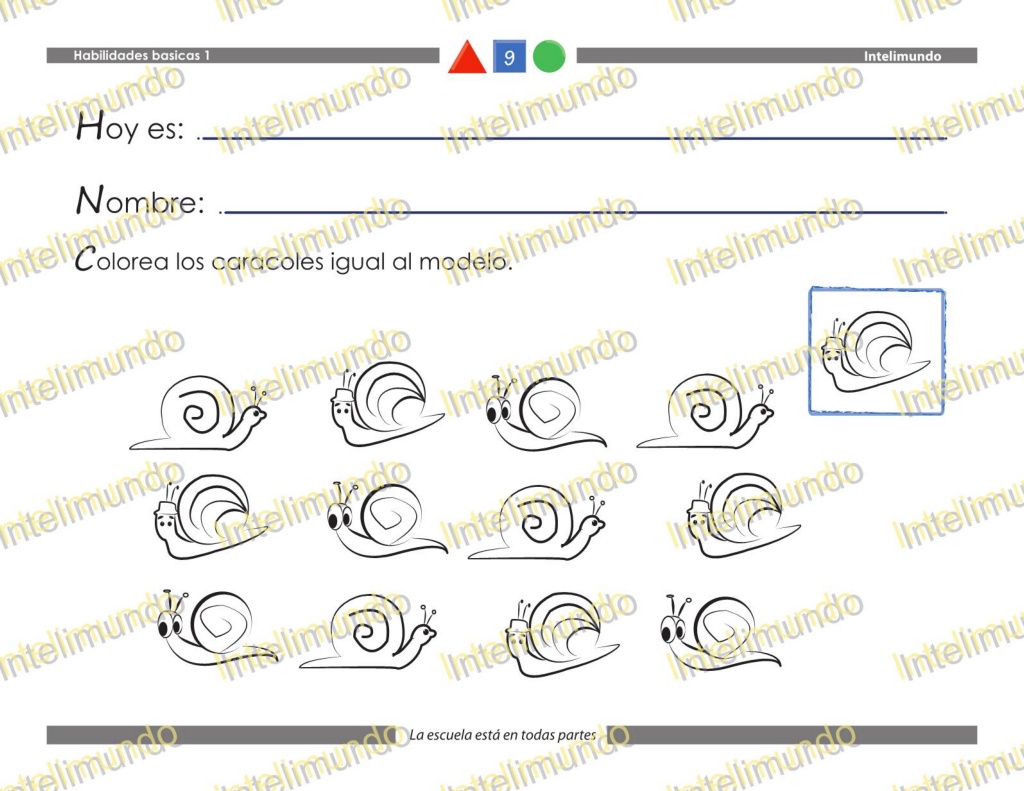 Habilidades basicas 1
9
Intelimundo
Hoy es:
Nombre:
Colorea los caracoles igual al modelo.
La escuela está en todas partes
Intelimundo